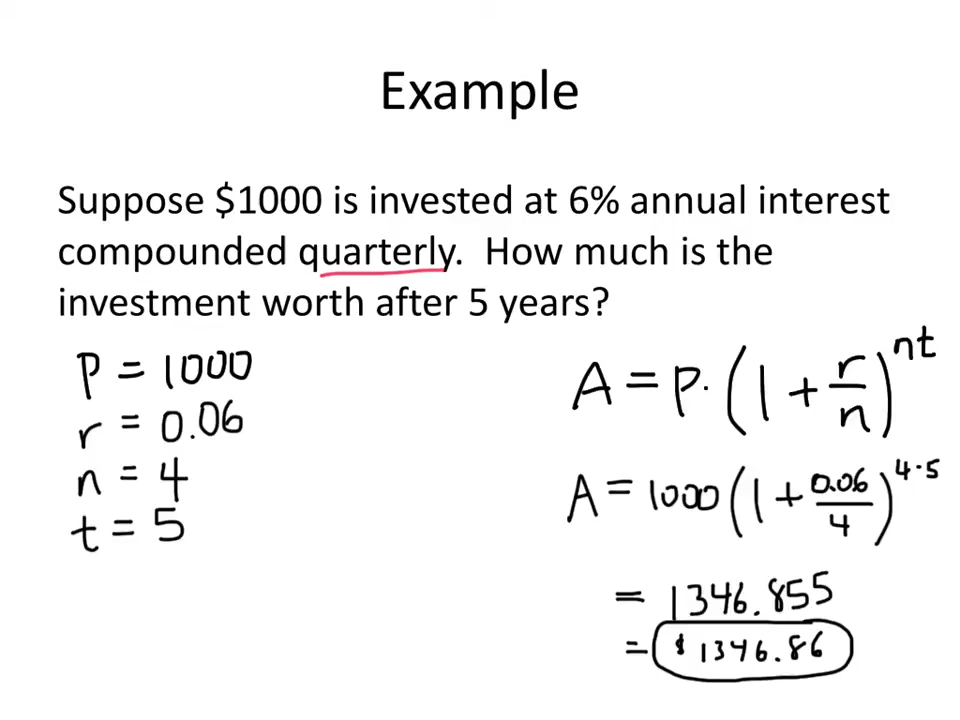 Example
Suppose $1000 is invested at 6% annual interest
compounded quarterly. How much is the
investment worth after 5 years?
P = 1000
r = 0.06
n = 4
t = 5
A = P · (1 + r/n)^nt
A = 1000 (1 + 0.06/4)^4·5
= 1346.855
= $1346.86